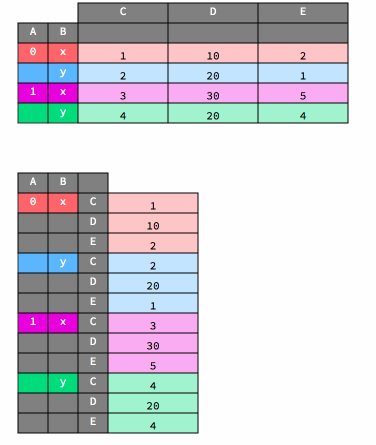 C D E
A B
0 x 1 10 2
y 2 20 1
1 x 3 30 5
y 4 20 4
A B
0 x C 1
D 10
E 2
y C 2
D 20
E 1
1 x C 3
D 30
E 5
y C 4
D 20
E 4